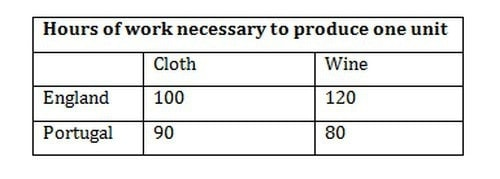 Hours of work necessary to produce one unit
Cloth Wine
England 100 120
Portugal 90 80